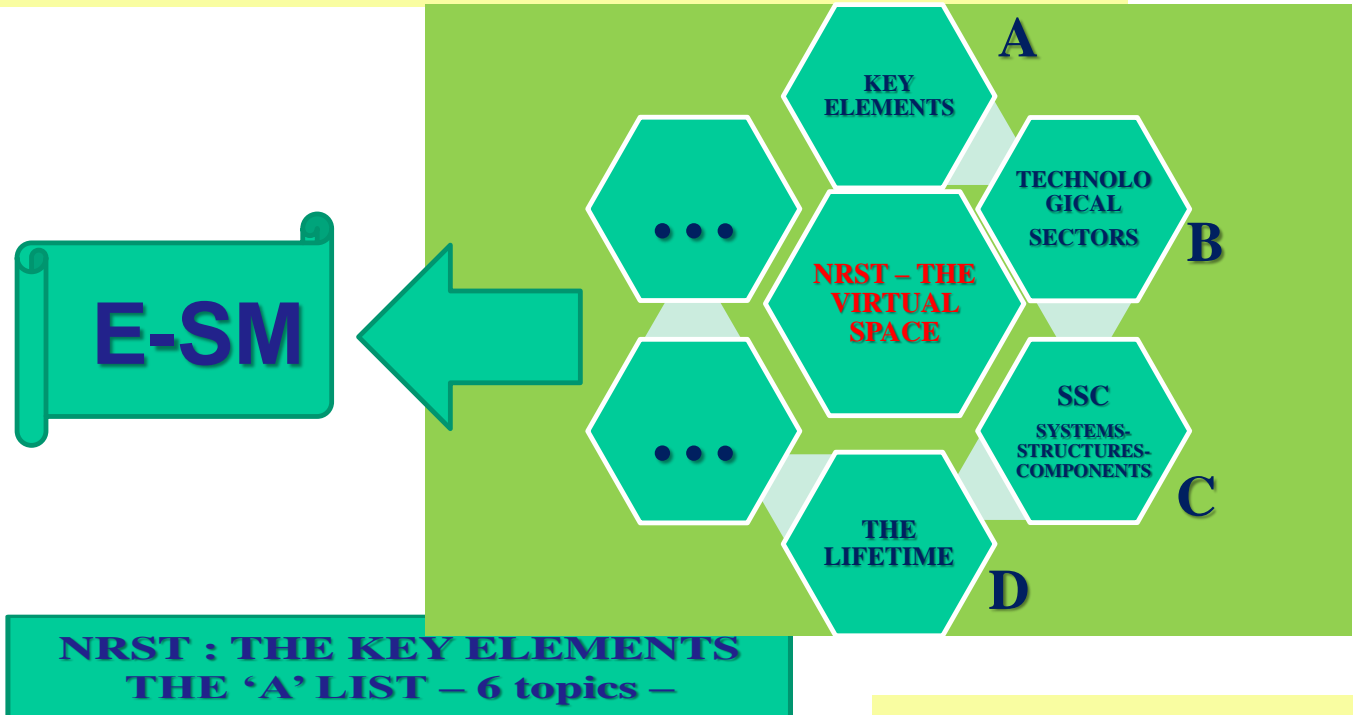 A
KEY
ELEMENTS
TECHNOLO
GICAL
SECTORS
B
• • •
NRST – THE
VIRTUAL
SPACE
E-SM
SSC
SYSTEMS-
STRUCTURES-
COMPONENTS
C
• • •
THE
LIFETIME
D
NRST : THE KEY ELEMENTS
THE ‘A’ LIST – 6 topics –